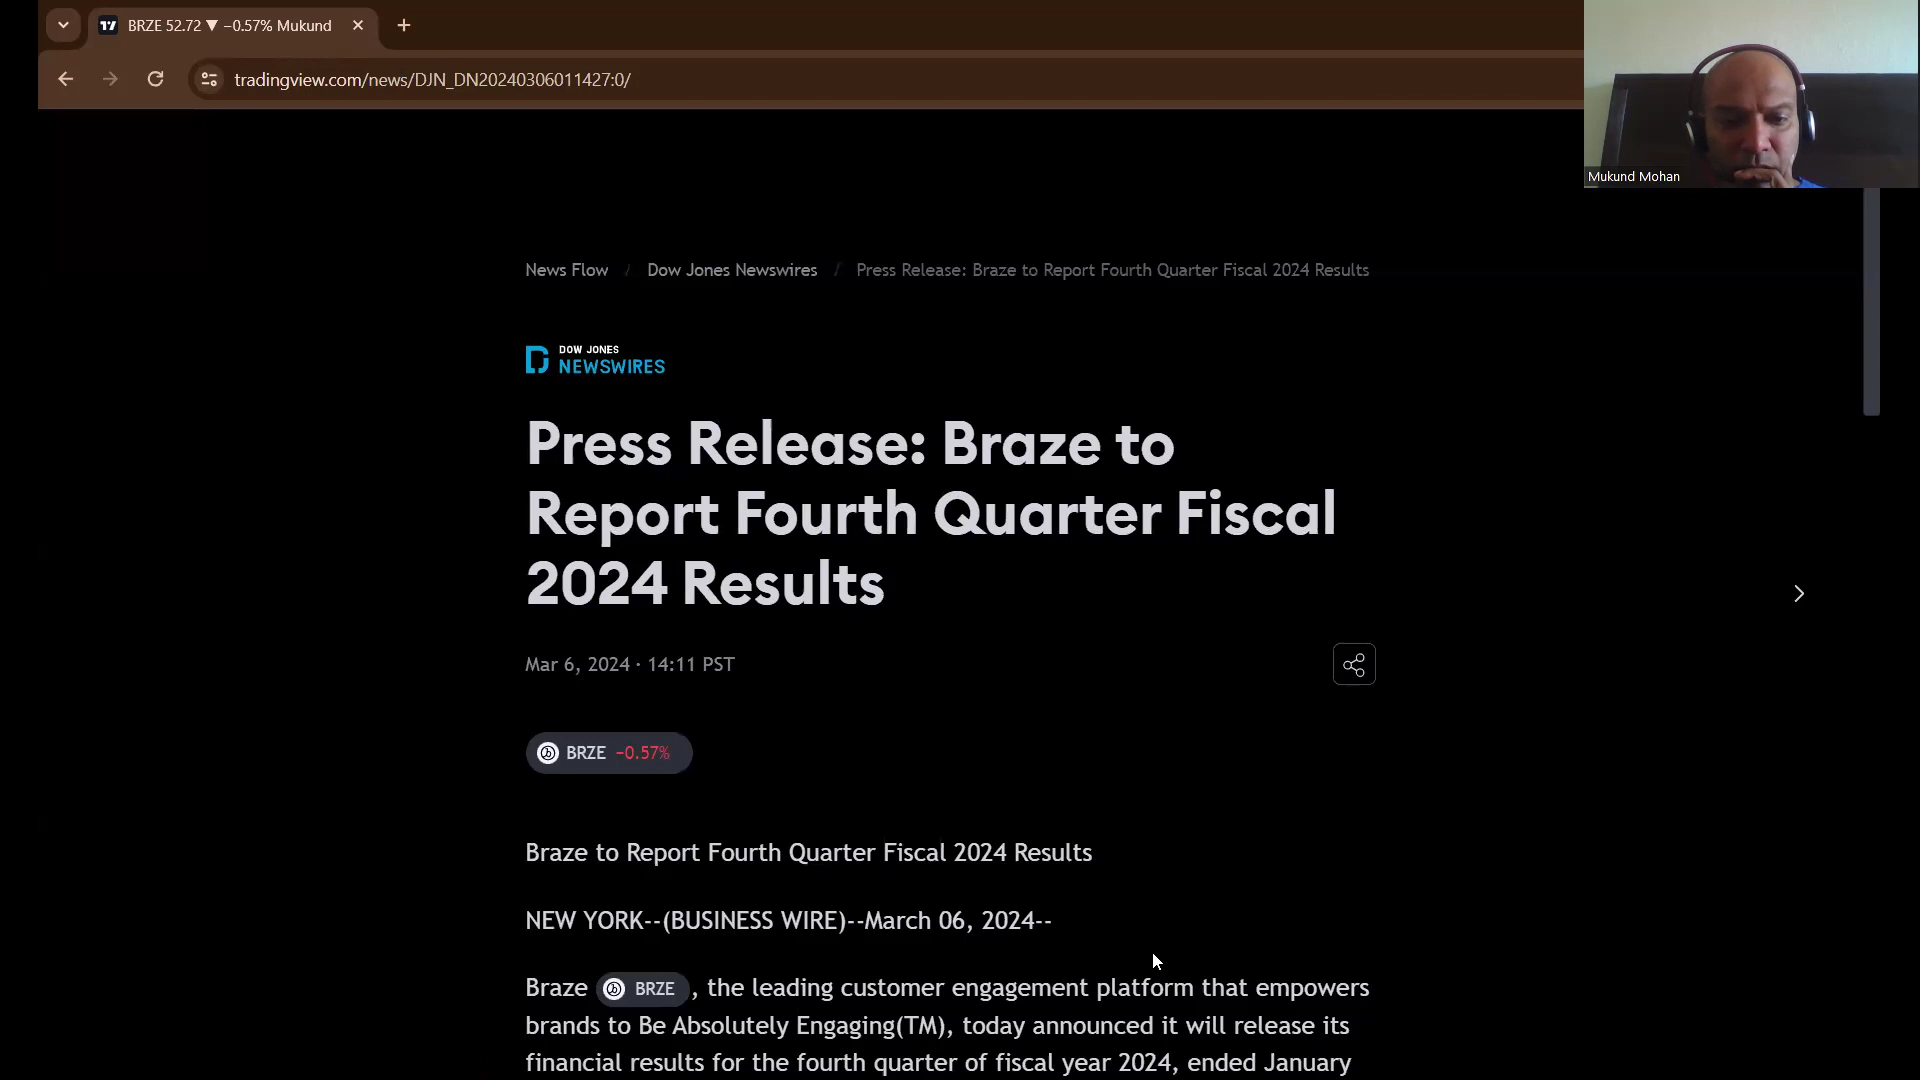 BRZE 52.72 ▼ −0.57% Mukund
tradingview.com/news/DJN_DN20240306011427:0/
Mukund Mohan
News Flow / Dow Jones Newswires / Press Release: Braze to Report Fourth Quarter Fiscal 2024 Results
DOW JONES
NEWSWIRES
Press Release: Braze to
Report Fourth Quarter Fiscal
2024 Results
Mar 6, 2024 · 14:11 PST
BRZE −0.57%
Braze to Report Fourth Quarter Fiscal 2024 Results
NEW YORK--(BUSINESS WIRE)--March 06, 2024--
Braze BRZE , the leading customer engagement platform that empowers
brands to Be Absolutely Engaging(TM), today announced it will release its
financial results for the fourth quarter of fiscal year 2024, ended January